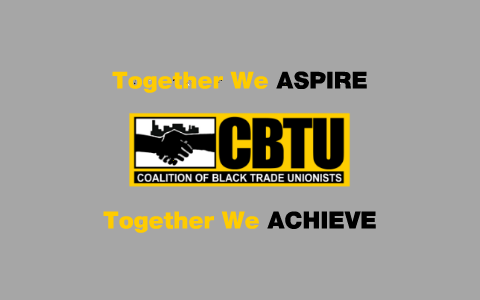 Together We ASPIRE
CBTU
COALITION OF BLACK TRADE UNIONISTS
Together We ACHIEVE